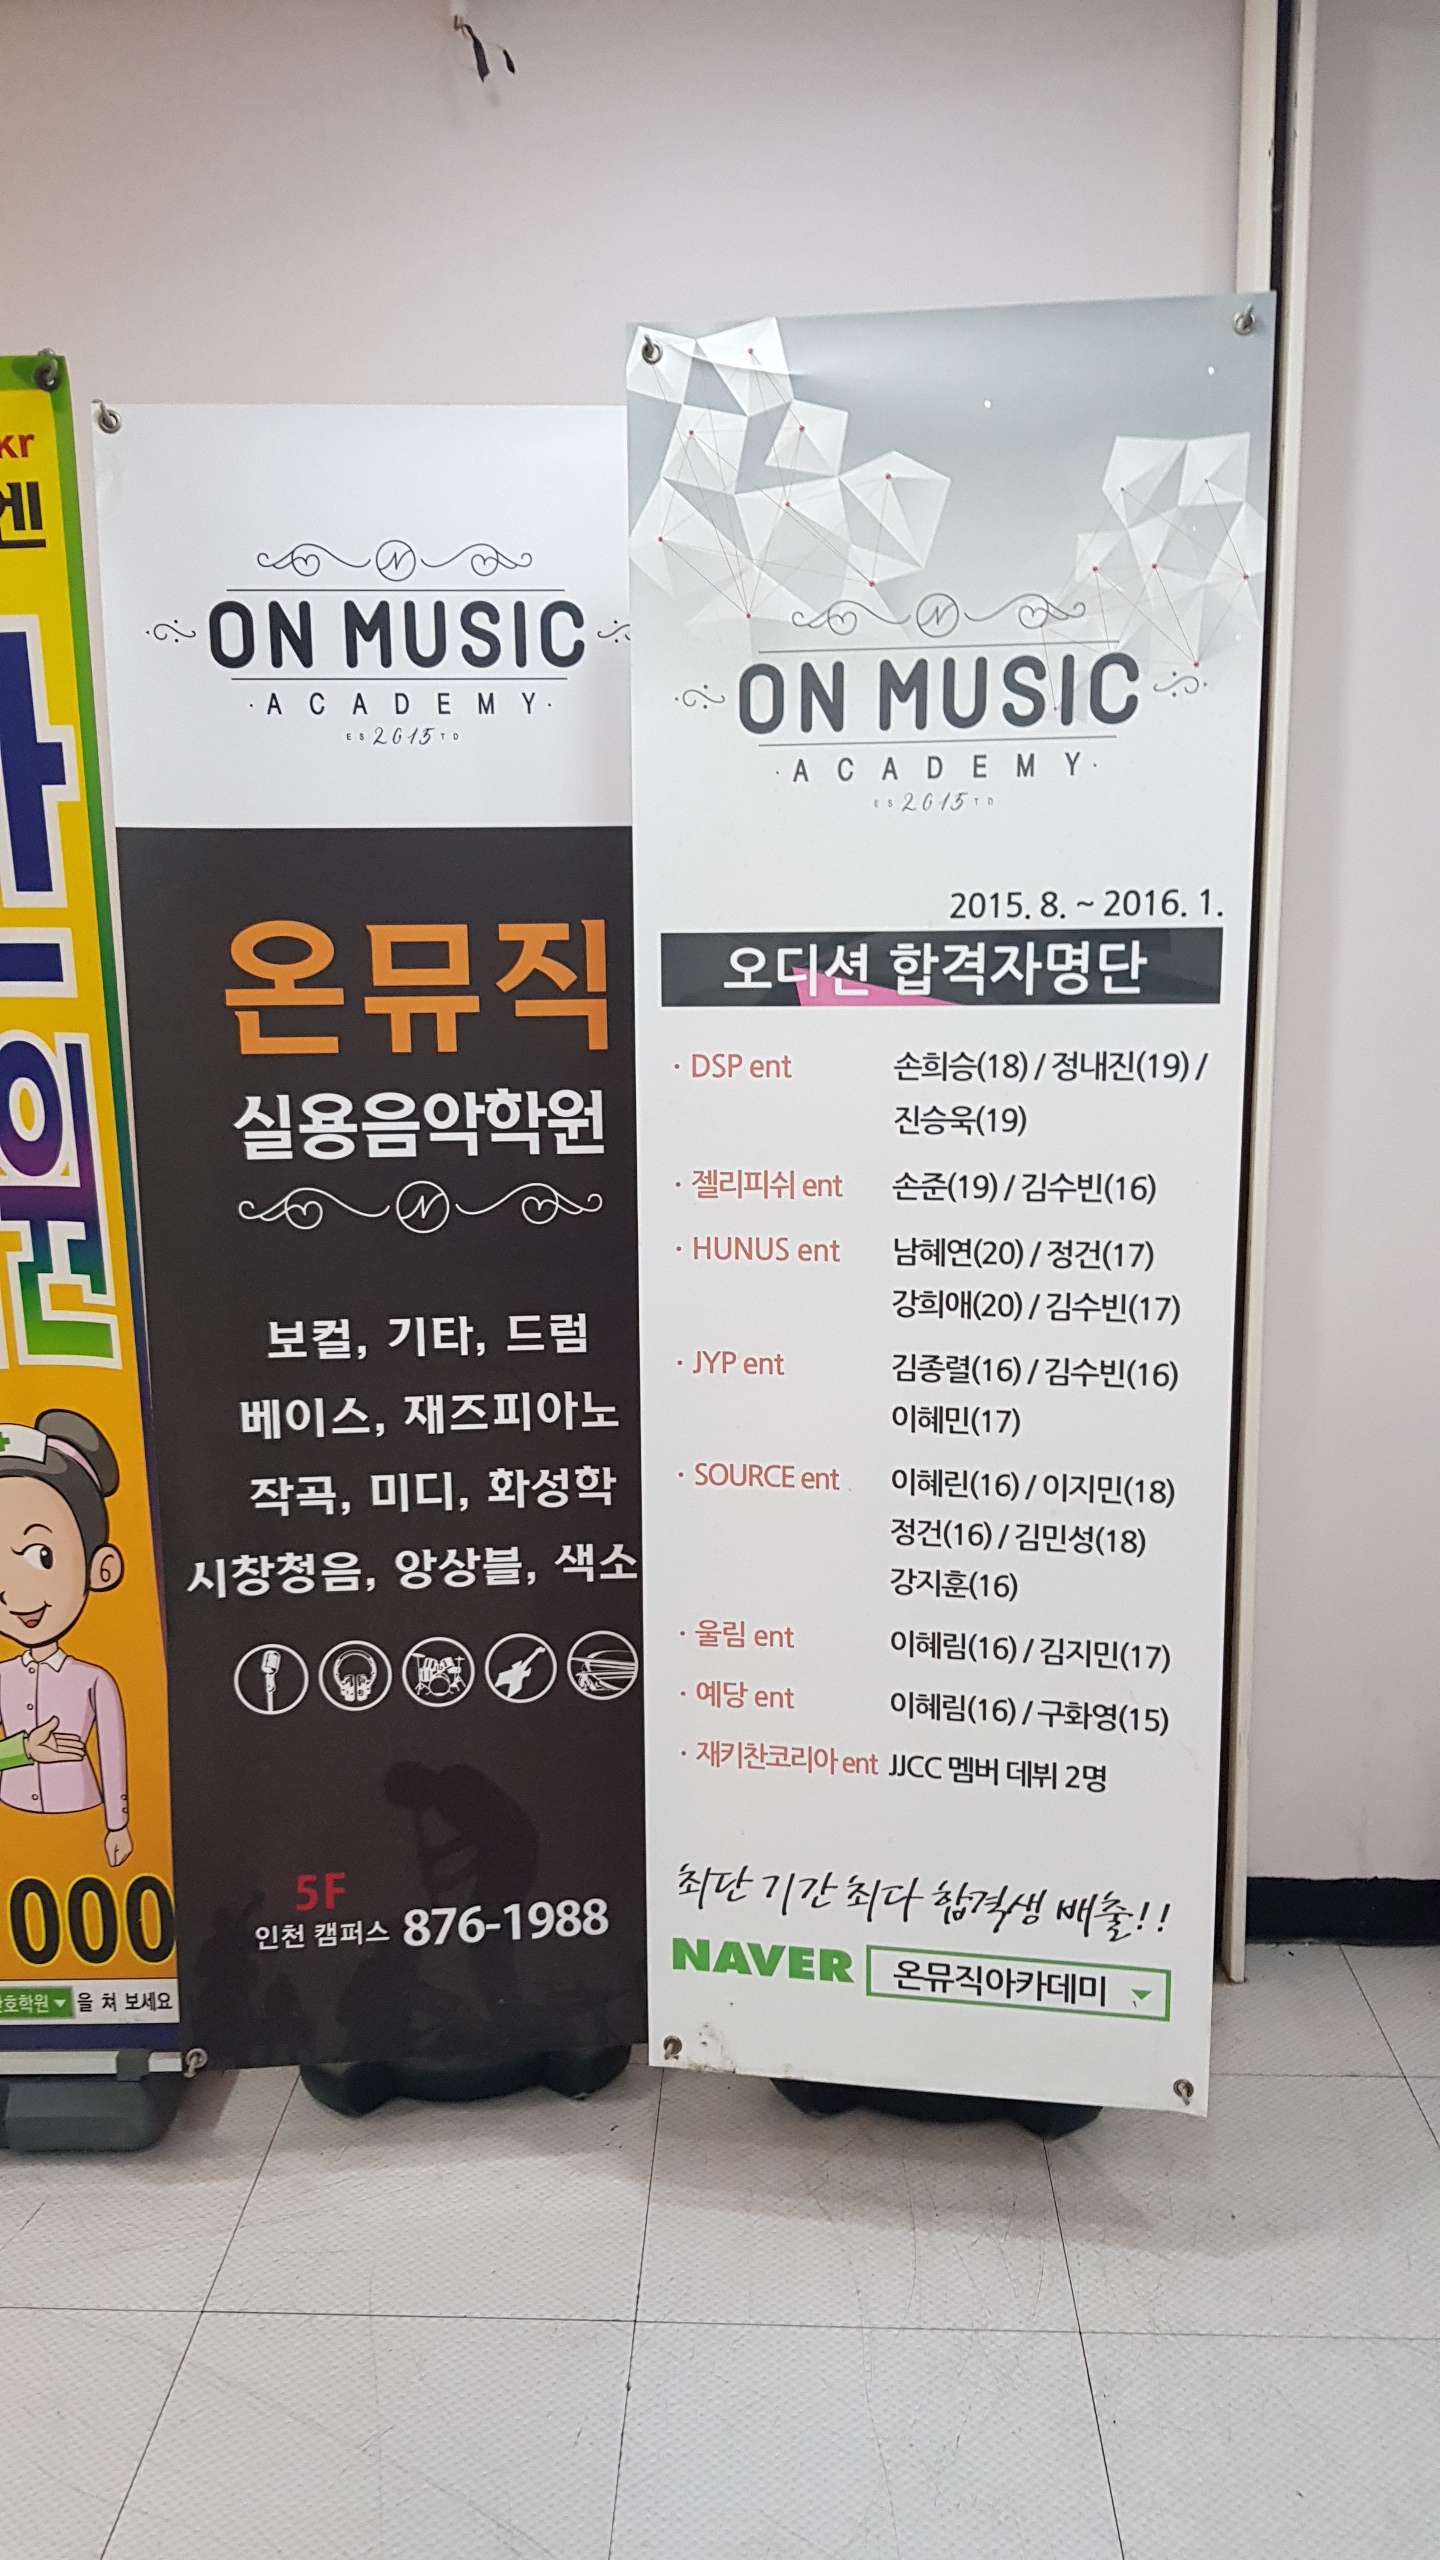 kr
엔
000
을 쳐 보세요
ON MUSIC
·ACADEMY·
ES 2015 TD
온뮤직
실용음악학원
보컬, 기타, 드럼
베이스, 재즈피아노
작곡, 미디, 화성학
시창청음, 앙상블, 색소
5F
인천 캠퍼스 876-1988
ON MUSIC
·ACADEMY·
ES 2015 TD
2015. 8. ~ 2016. 1.
오디션 합격자명단
· DSP ent 손희승(18) / 정내진(19) /
진승욱(19)
· 젤리피쉬 ent 손준(19) / 김수빈(16)
· HUNUS ent 남혜연(20) / 정건(17)
강희애(20) / 김수빈(17)
· JYP ent 김종렬(16) / 김수빈(16)
이혜민(17)
· SOURCE ent 이혜린(16) / 이지민(18)
정건(16) / 김민성(18)
강지훈(16)
· 울림 ent 이혜림(16) / 김지민(17)
· 예당 ent 이혜림(16) / 구화영(15)
· 재키찬코리아 ent JJCC 멤버 데뷔 2명
최단 기간 최다 합격생 배출!!
NAVER 온뮤직아카데미